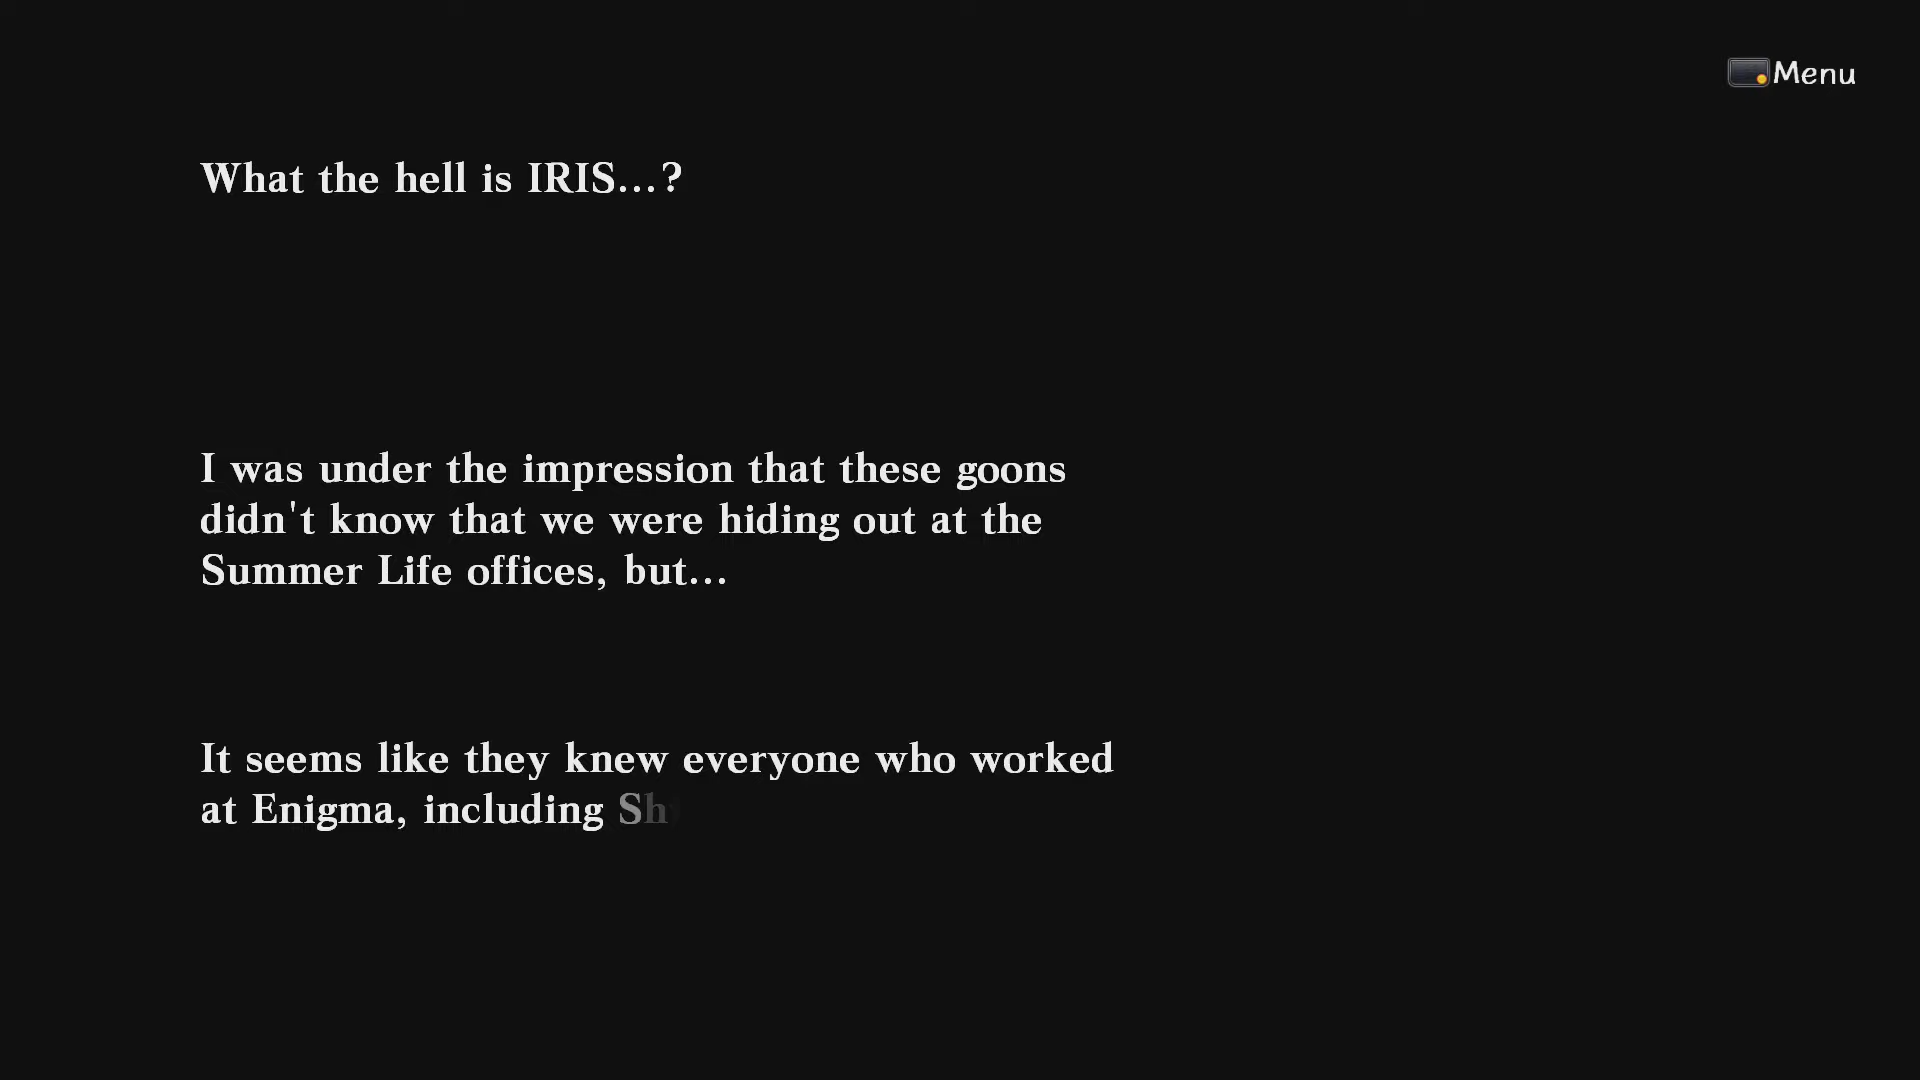 Menu
What the hell is IRIS...?
I was under the impression that these goons
didn't know that we were hiding out at the
Summer Life offices, but...
It seems like they knew everyone who worked
at Enigma, including Sh